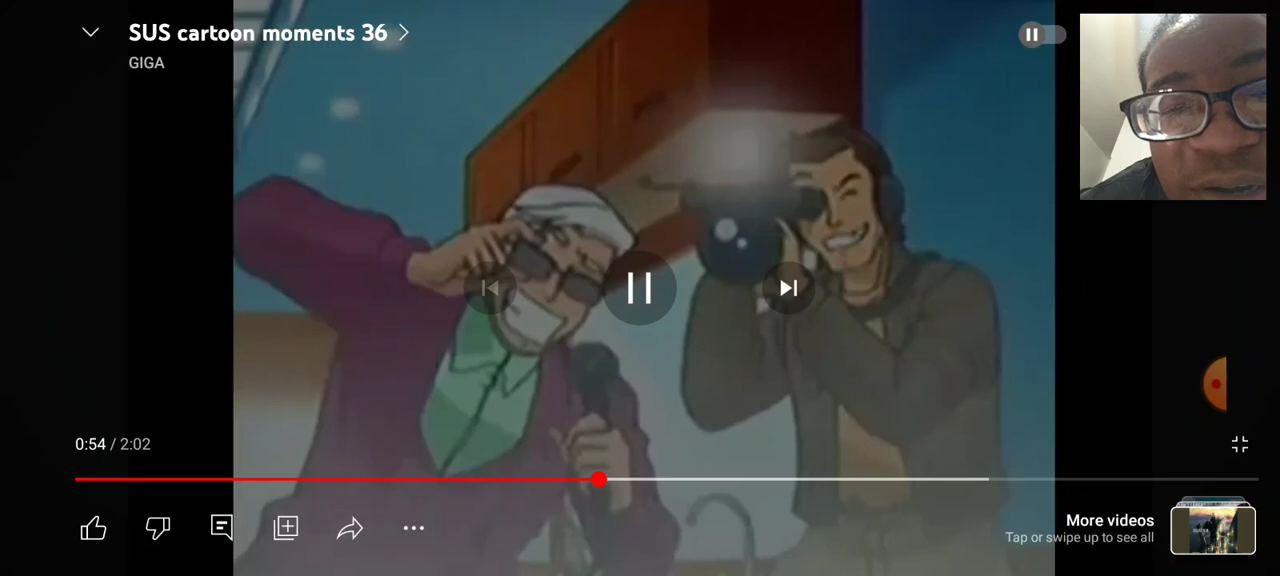 SUS cartoon moments 36
GIGA
0:54 / 2:02
More videos
Tap or swipe up to see all